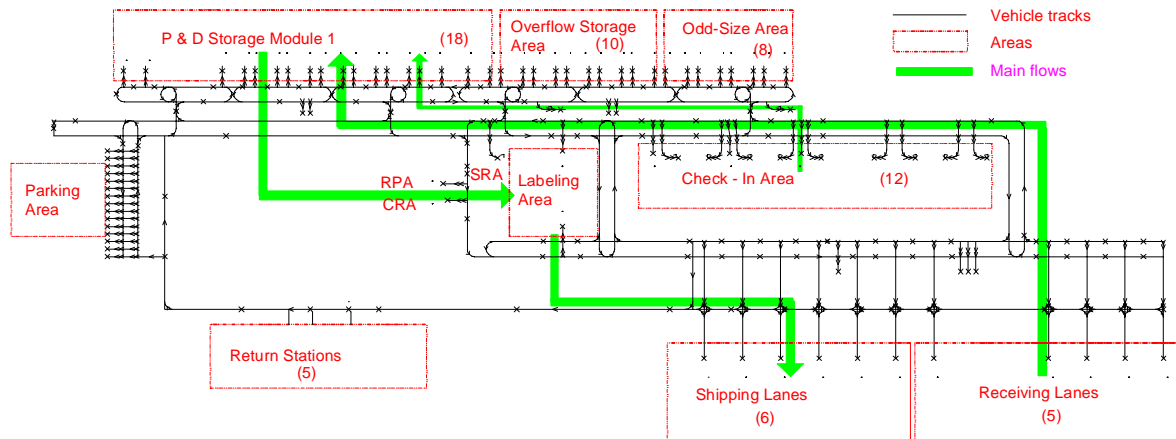 P & D Storage Module 1
(18)
Overflow Storage
Area
(10)
Odd-Size Area
(8)
Vehicle tracks
Areas
Main flows
Parking
Area
RPA
CRA
SRA
Labeling
Area
Check - In Area
(12)
Return Stations
(5)
Shipping Lanes
(6)
Receiving Lanes
(5)